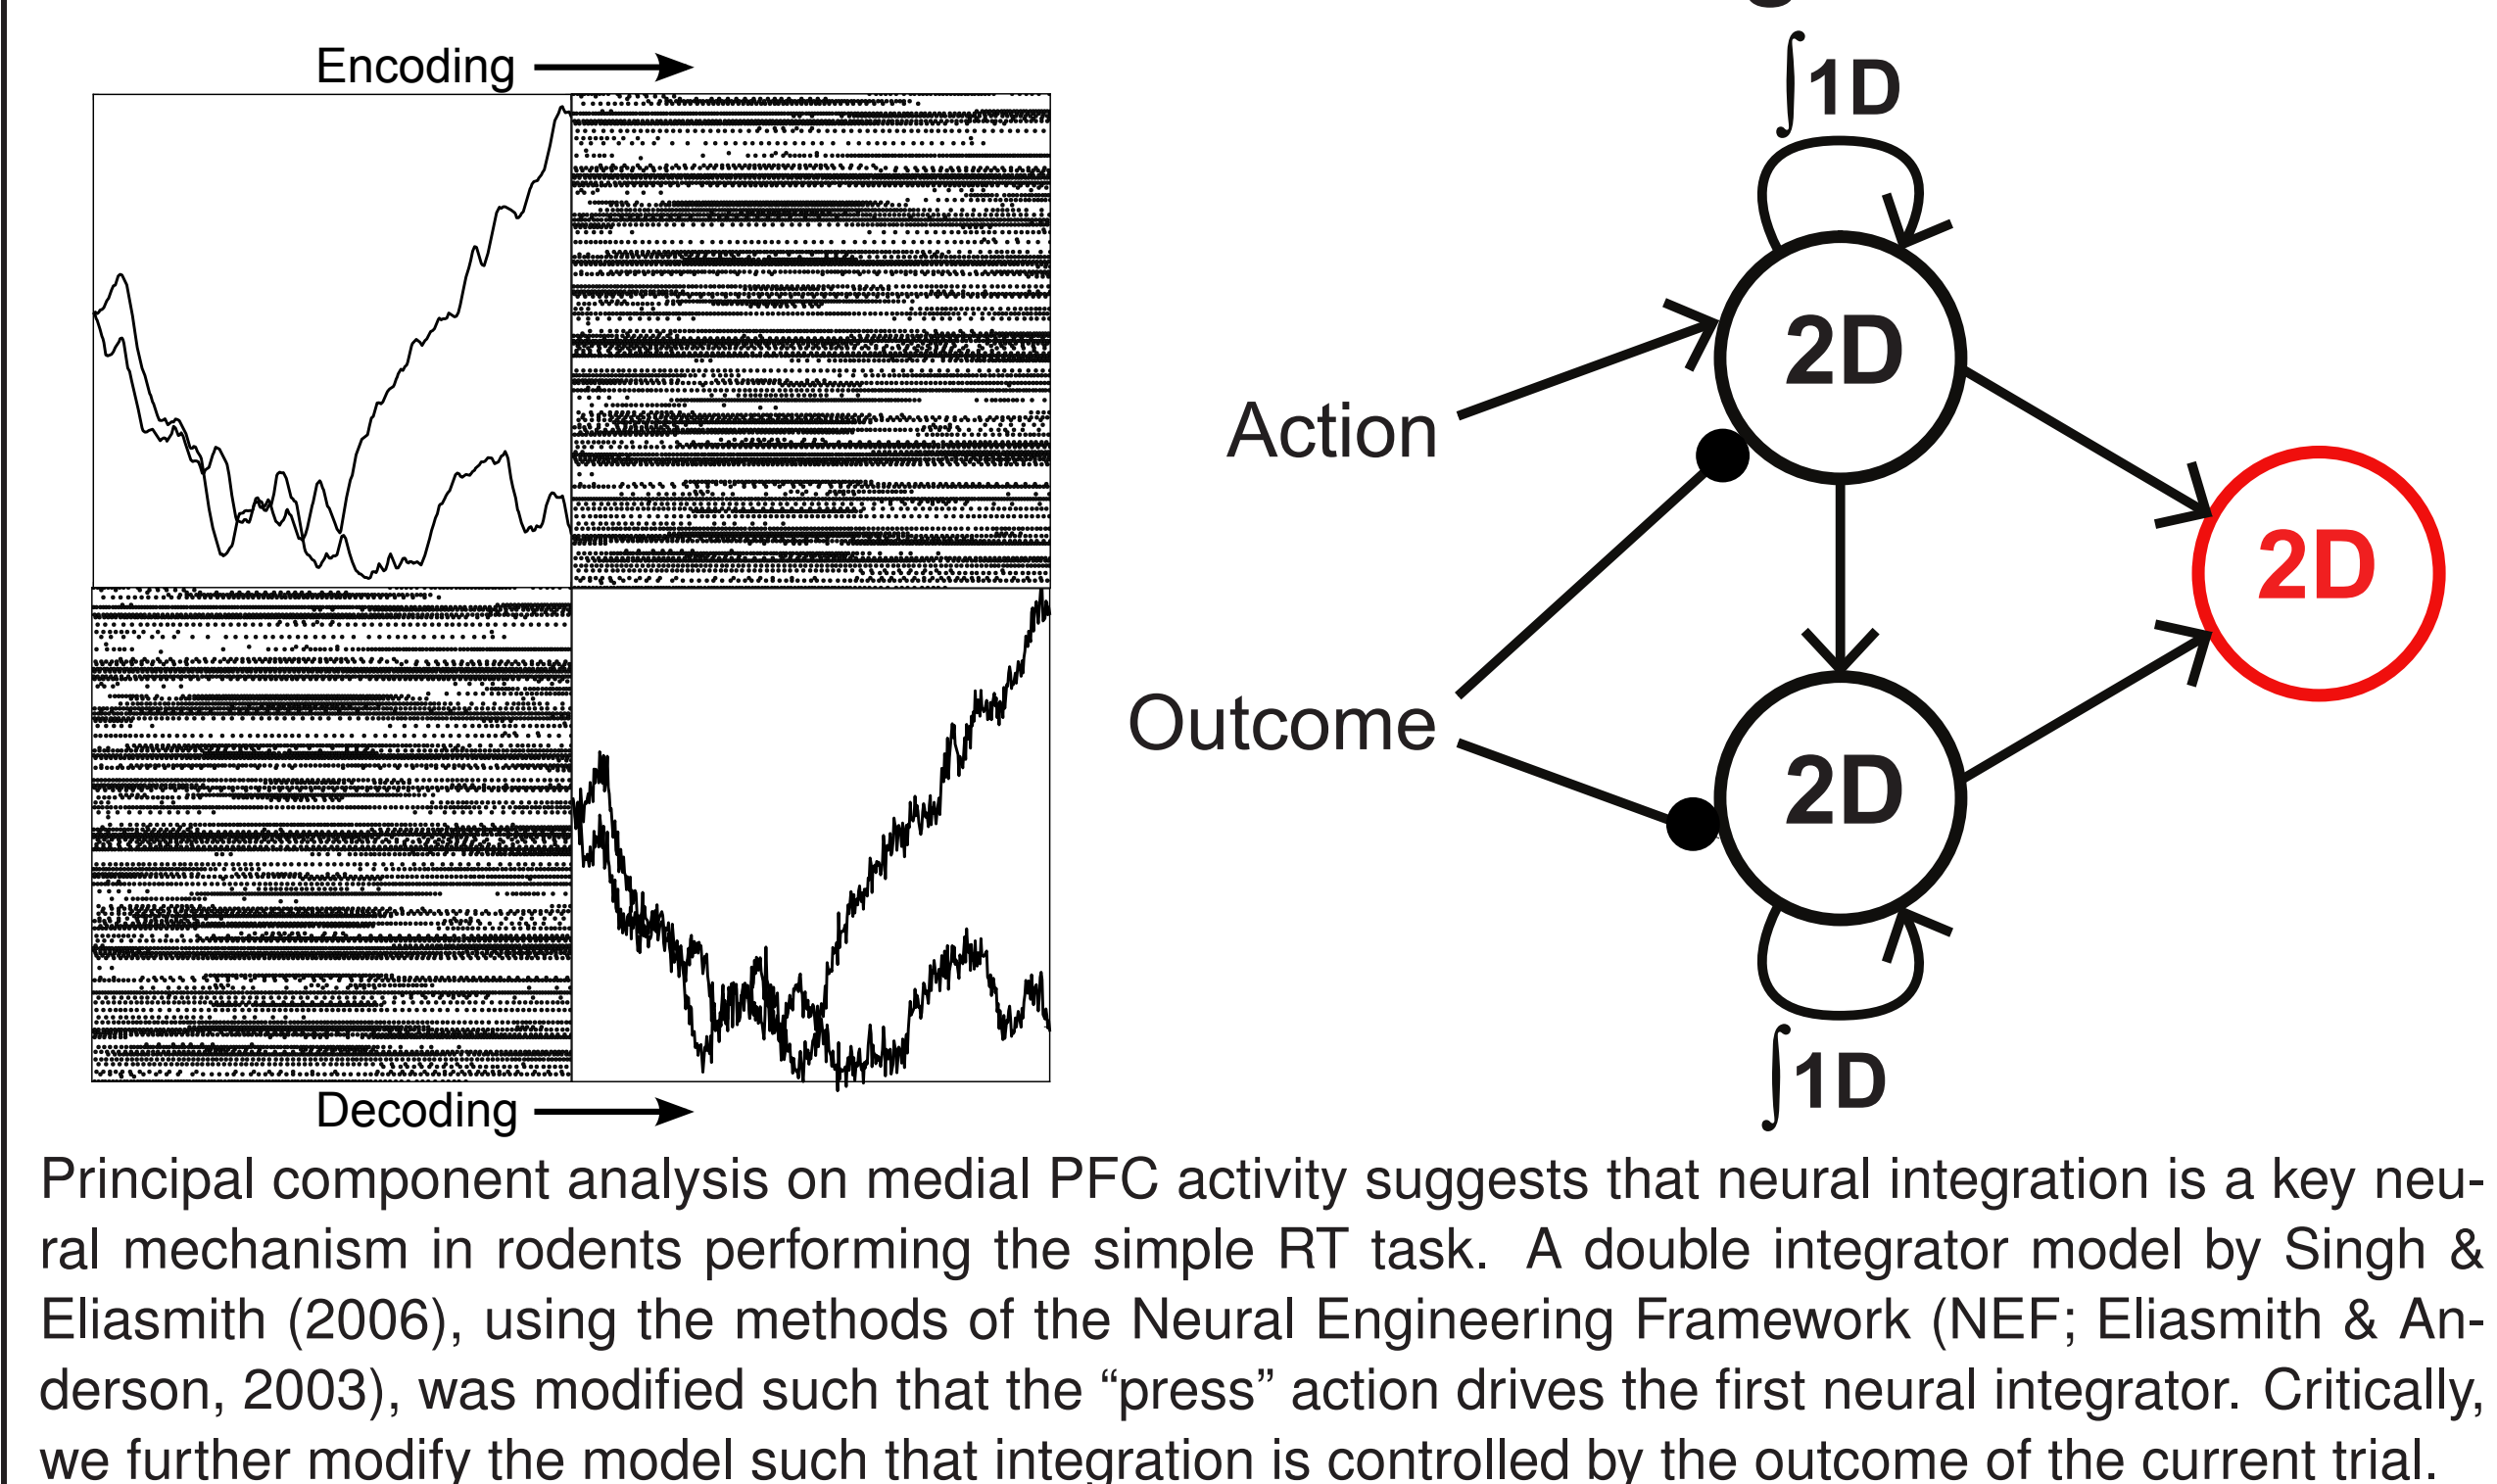 Encoding
Decoding
∫1D
2D
Action
2D
Outcome
2D
∫1D
Principal component analysis on medial PFC activity suggests that neural integration is a key neu-
ral mechanism in rodents performing the simple RT task. A double integrator model by Singh &
Eliasmith (2006), using the methods of the Neural Engineering Framework (NEF; Eliasmith & An-
derson, 2003), was modified such that the “press” action drives the first neural integrator. Critically,
we further modify the model such that integration is controlled by the outcome of the current trial.